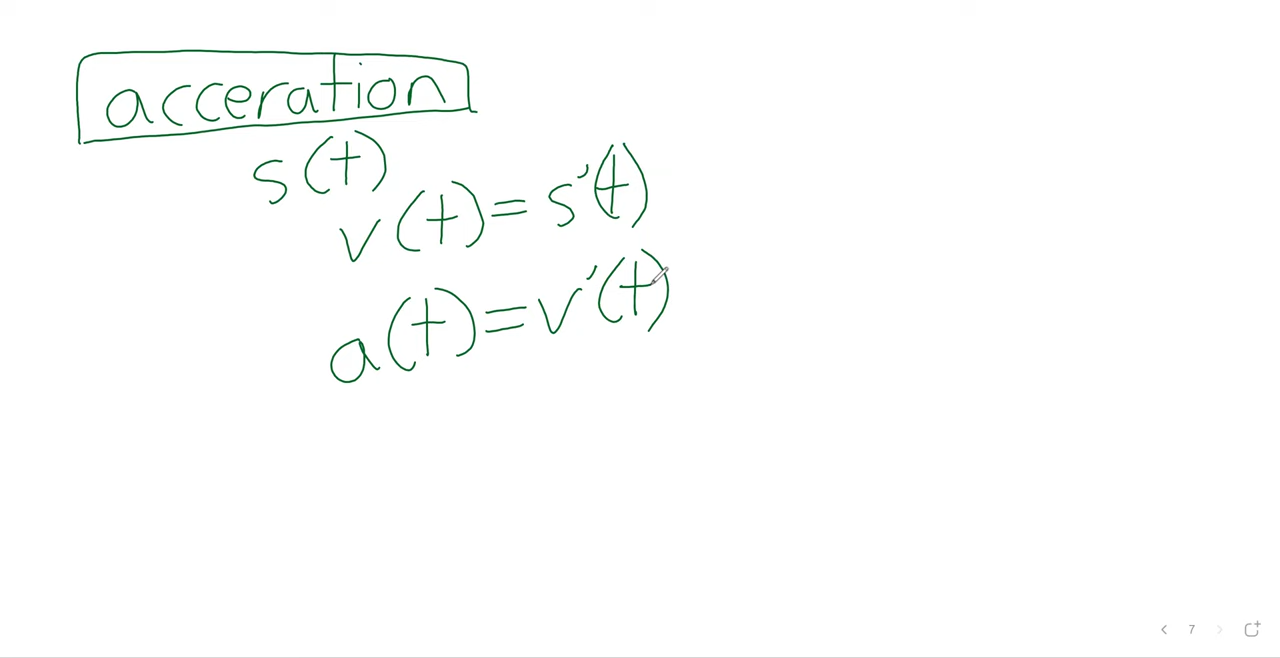 acceration
s(t)
v(t) = s'(t)
a(t) = v'(t)
7